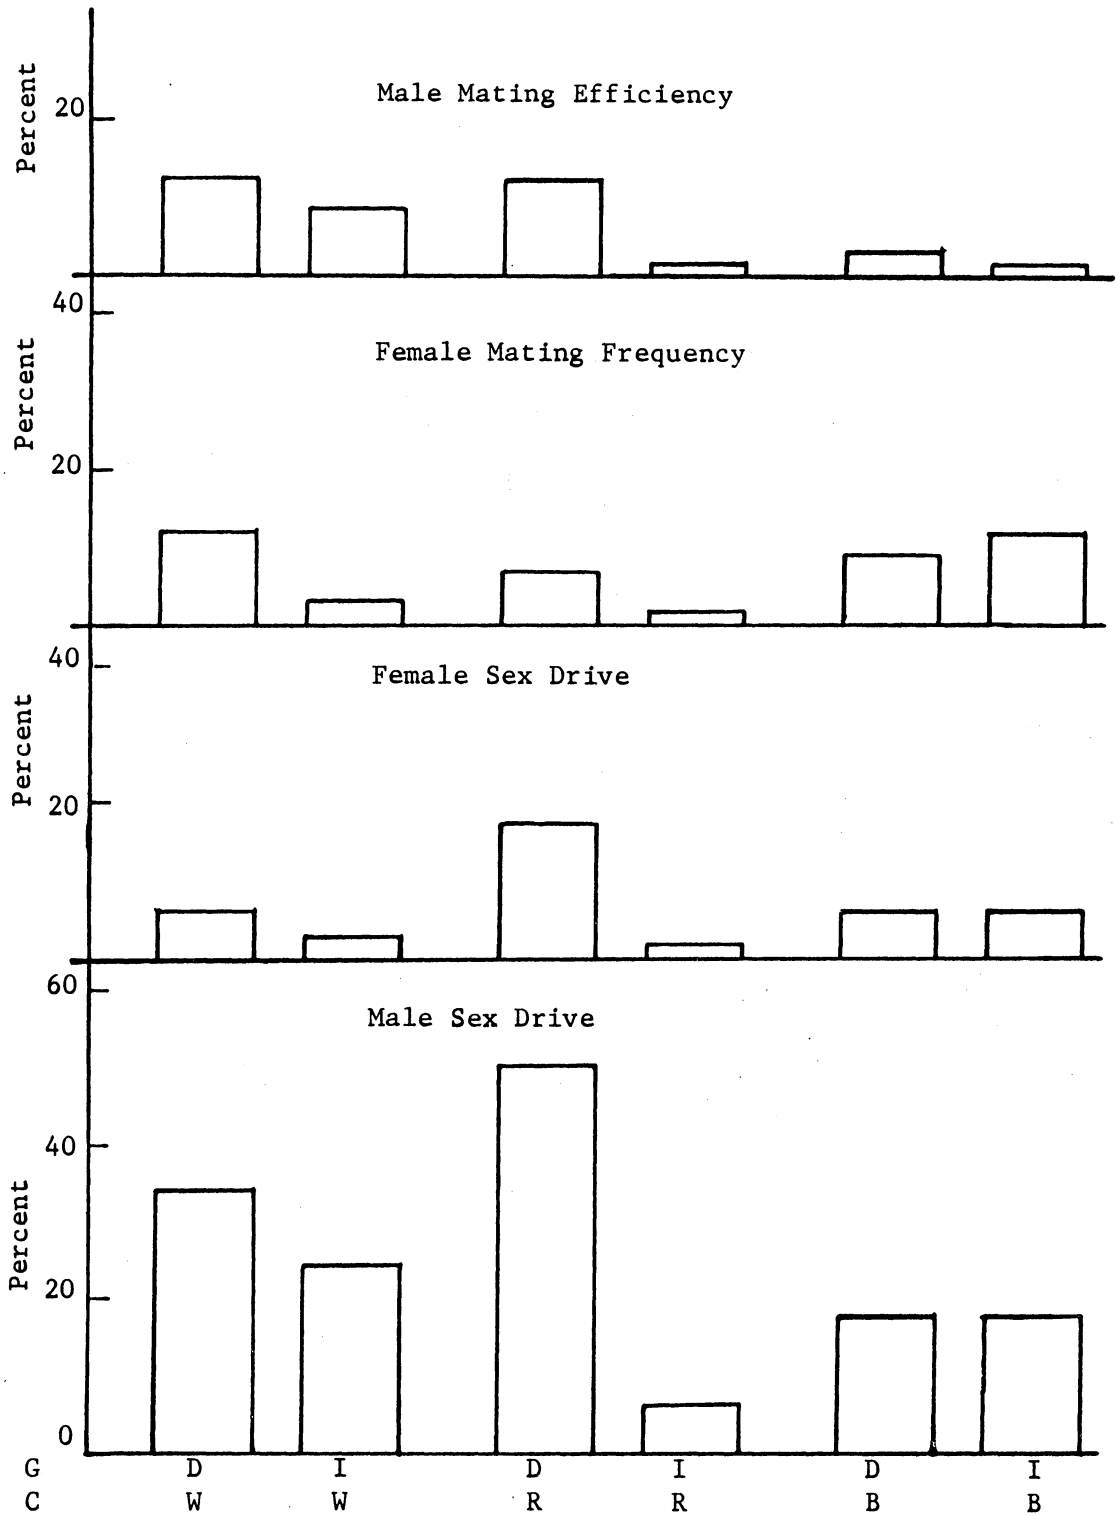 Male Mating Efficiency
Percent
20
40
Female Mating Frequency
Percent
20
40
Female Sex Drive
Percent
20
60
Male Sex Drive
40
Percent
20
0
G D I D I D I
C W W R R B B